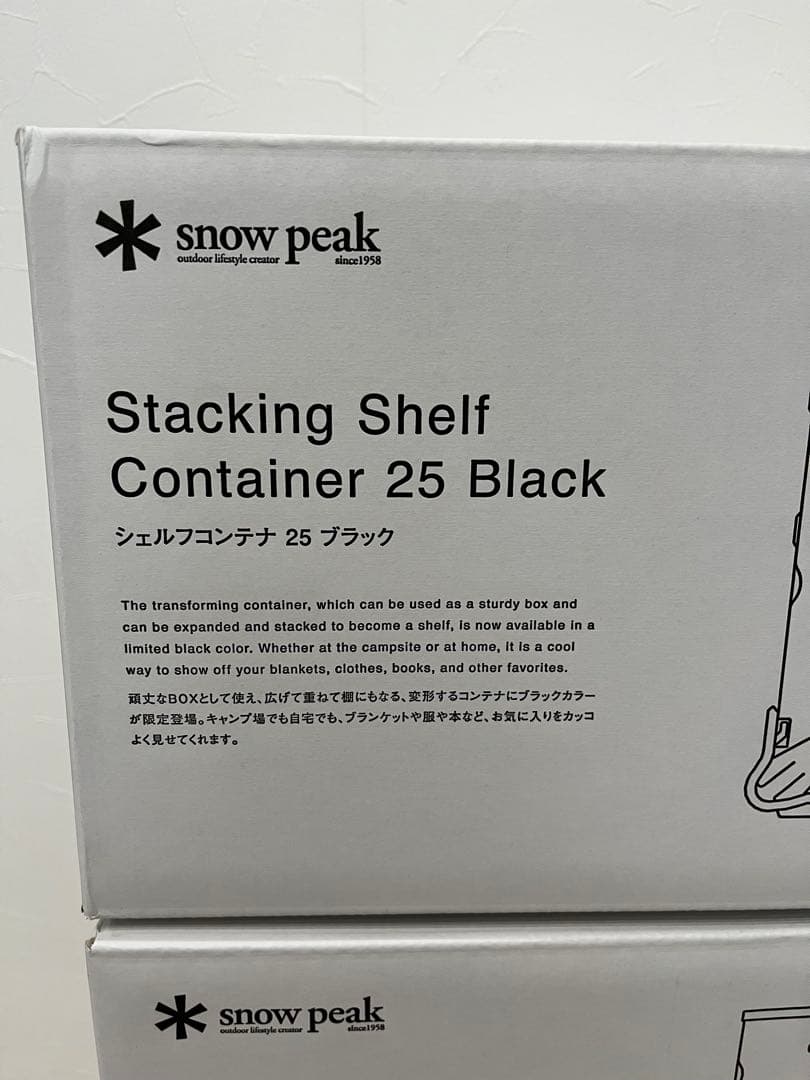 snow peak
outdoor lifestyle creator since1958
Stacking Shelf
Container 25 Black
シェルフコンテナ 25 ブラック
The transforming container, which can be used as a sturdy box and
can be expanded and stacked to become a shelf, is now available in a
limited black color. Whether at the campsite or at home, it is a cool
way to show off your blankets, clothes, books, and other favorites.
頑丈なBOXとして使え、広げて重ねて棚にもなる、変形するコンテナにブラックカラー
が限定登場。キャンプ場でも自宅でも、ブランケットや服や本など、お気に入りをカッコ
よく見せてくれます。
snow peak
outdoor lifestyle creator since1958